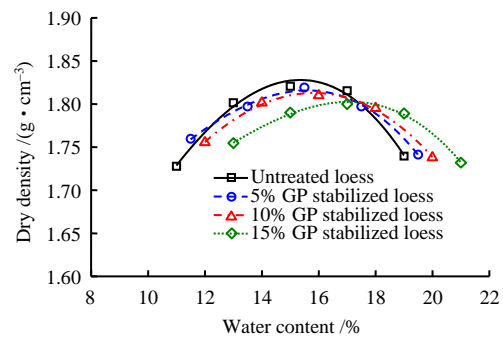 1.90
1.85
1.80
1.75
1.70
1.65
1.60
Dry density /(g • cm⁻³)
Untreated loess
5% GP stabilized loess
10% GP stabilized loess
15% GP stabilized loess
8 10 12 14 16 18 20 22
Water content /%